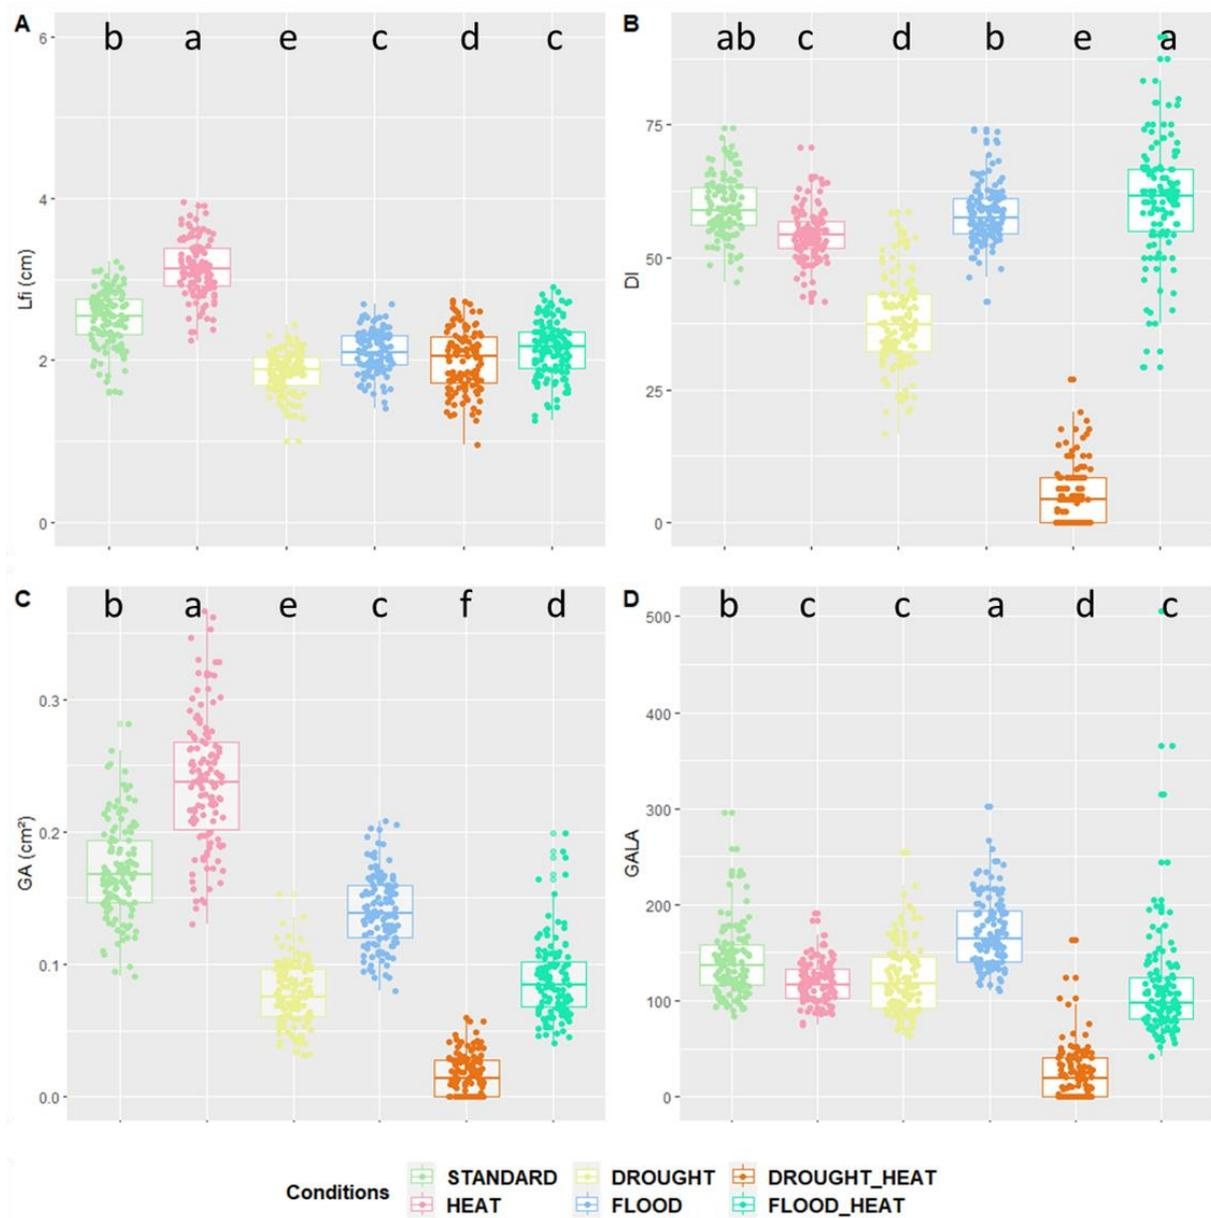 A
b a e c d c
6
4
2
0
Lfi (cm)
B
ab c d b e a
75
50
25
0
DI
C
b a e c f d
0.3
0.2
0.1
0.0
GA (cm²)
D
b c c a d c
500
400
300
200
100
0
GALA
Conditions
STANDARD DROUGHT DROUGHT_HEAT
HEAT FLOOD FLOOD_HEAT